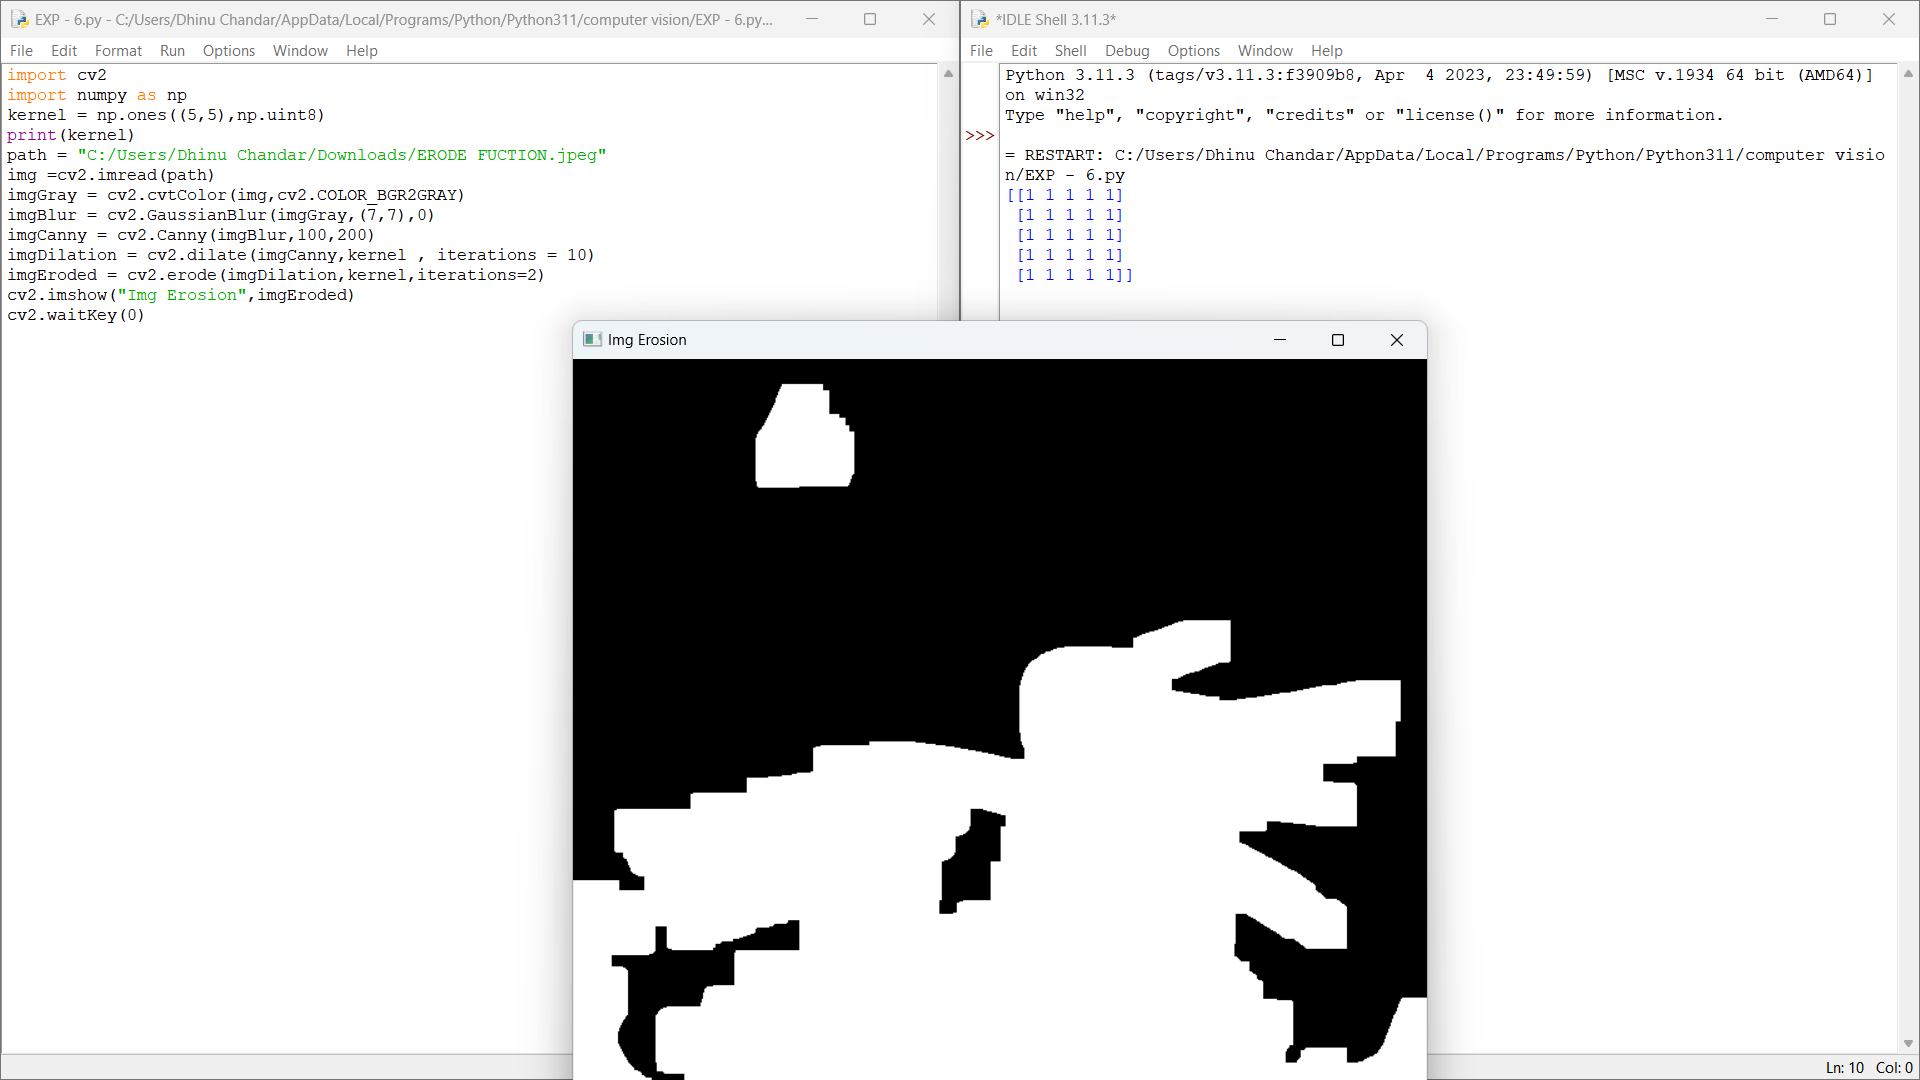 EXP - 6.py - C:/Users/Dhinu Chandar/AppData/Local/Programs/Python/Python311/computer vision/EXP - 6.py...
File Edit Format Run Options Window Help
import cv2
import numpy as np
kernel = np.ones((5,5),np.uint8)
print(kernel)
path = "C:/Users/Dhinu Chandar/Downloads/ERODE FUCTION.jpeg"
img =cv2.imread(path)
imgGray = cv2.cvtColor(img,cv2.COLOR_BGR2GRAY)
imgBlur = cv2.GaussianBlur(imgGray,(7,7),0)
imgCanny = cv2.Canny(imgBlur,100,200)
imgDilation = cv2.dilate(imgCanny,kernel , iterations = 10)
imgEroded = cv2.erode(imgDilation,kernel,iterations=2)
cv2.imshow("Img Erosion",imgEroded)
cv2.waitKey(0)
*IDLE Shell 3.11.3*
File Edit Shell Debug Options Window Help
Python 3.11.3 (tags/v3.11.3:f3909b8, Apr  4 2023, 23:49:59) [MSC v.1934 64 bit (AMD64)]
on win32
Type "help", "copyright", "credits" or "license()" for more information.
>>>
= RESTART: C:/Users/Dhinu Chandar/AppData/Local/Programs/Python/Python311/computer visio
n/EXP - 6.py
[[1 1 1 1 1]
 [1 1 1 1 1]
 [1 1 1 1 1]
 [1 1 1 1 1]
 [1 1 1 1 1]]
Img Erosion
Ln: 10 Col: 0